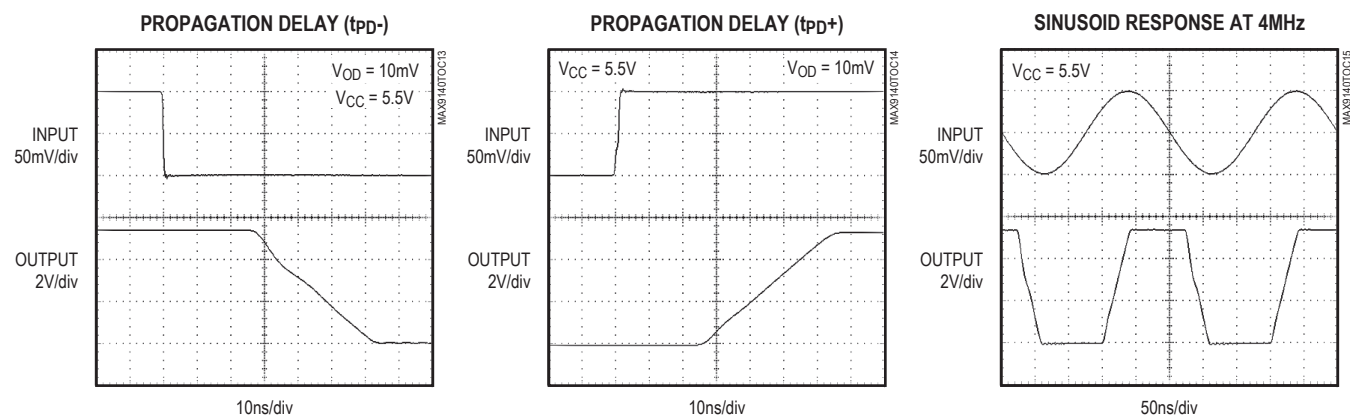 PROPAGATION DELAY (tPD-)
MAX9140TOC13
VOD = 10mV
VCC = 5.5V
INPUT
50mV/div
OUTPUT
2V/div
10ns/div
PROPAGATION DELAY (tPD+)
MAX9140TOC14
VCC = 5.5V
VOD = 10mV
INPUT
50mV/div
OUTPUT
2V/div
10ns/div
SINUSOID RESPONSE AT 4MHz
MAX9140TOC15
VCC = 5.5V
INPUT
50mV/div
OUTPUT
2V/div
50ns/div